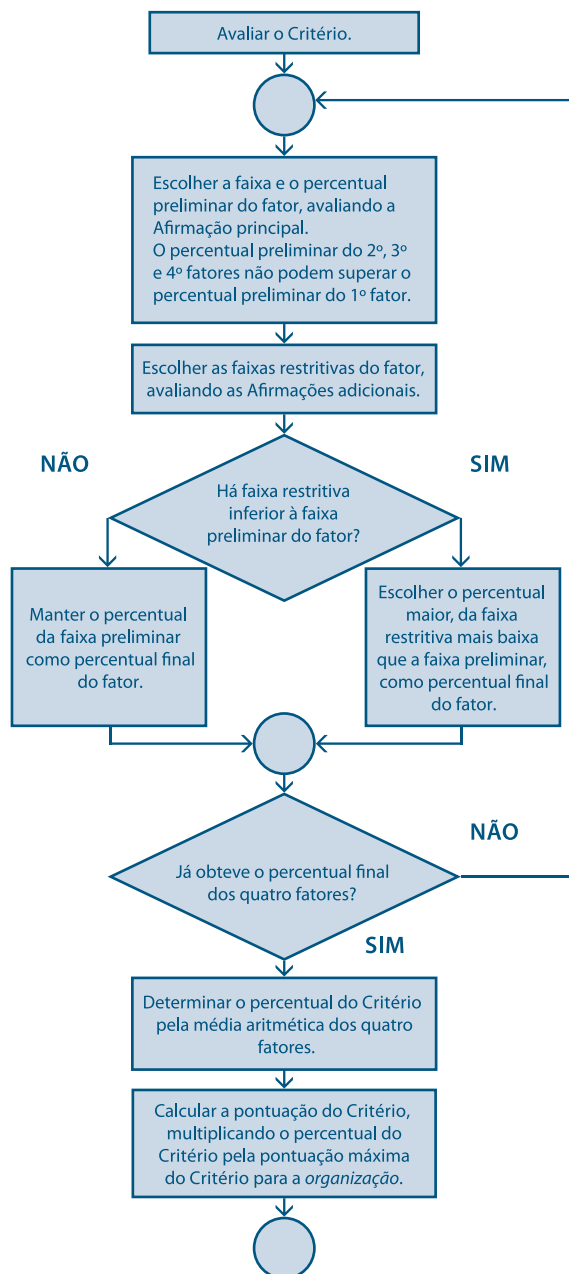 Avaliar o Critério.
Escolher a faixa e o percentual
preliminar do fator, avaliando a
Afirmação principal.
O percentual preliminar do 2º, 3º
e 4º fatores não podem superar o
percentual preliminar do 1º fator.
Escolher as faixas restritivas do fator,
avaliando as Afirmações adicionais.
NÃO
SIM
Há faixa restritiva
inferior à faixa
preliminar do fator?
Manter o percentual
da faixa preliminar
como percentual final
do fator.
Escolher o percentual
maior, da faixa
restritiva mais baixa
que a faixa preliminar,
como percentual final
do fator.
Já obteve o percentual final
dos quatro fatores?
NÃO
SIM
Determinar o percentual do Critério
pela média aritmética dos quatro
fatores.
Calcular a pontuação do Critério,
multiplicando o percentual do
Critério pela pontuação máxima
do Critério para a organização.